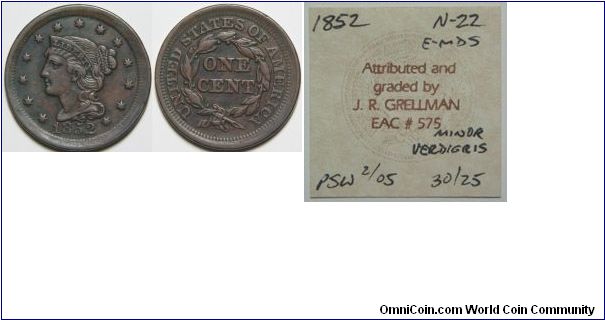 1852
UNITED STATES OF AMERICA
ONE
CENT
1852 N-22
E-MDS
Attributed and
graded by
J. R. GRELLMAN
EAC # 575
MINOR
VERDIGRIS
PSW 2/05 30/25
OmniCoin.com World Coin Community